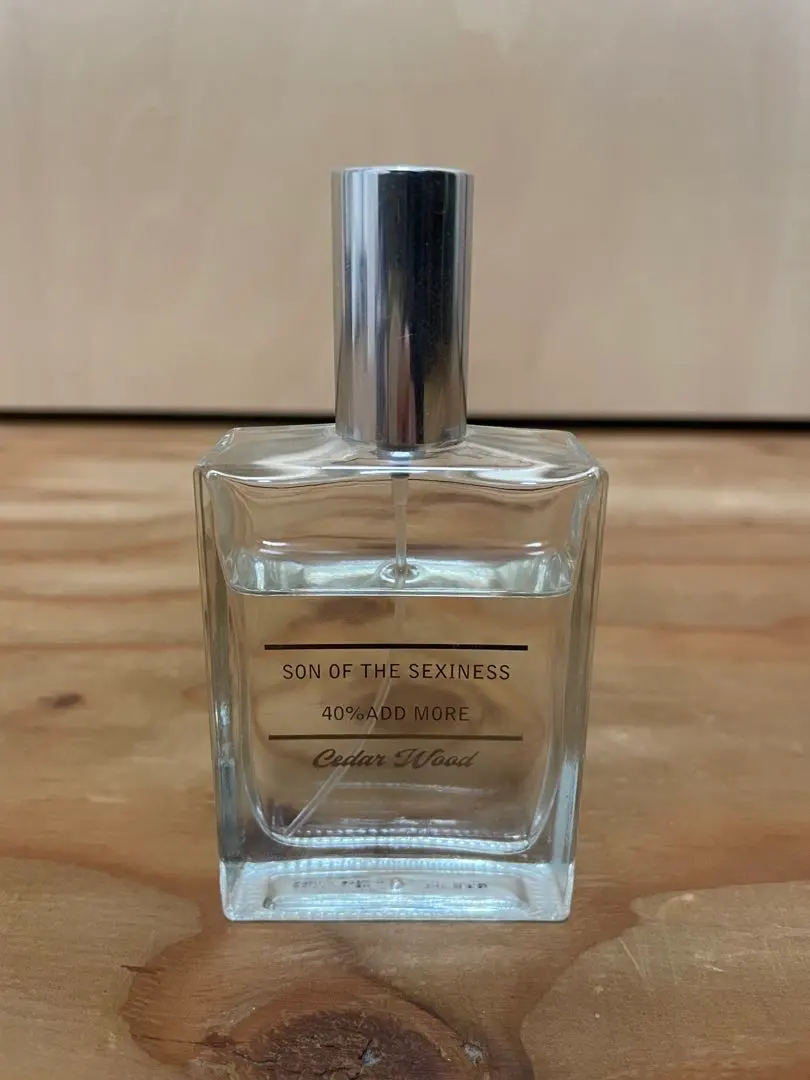 SON OF THE SEXINESS
40%ADD MORE
Cedar Wood